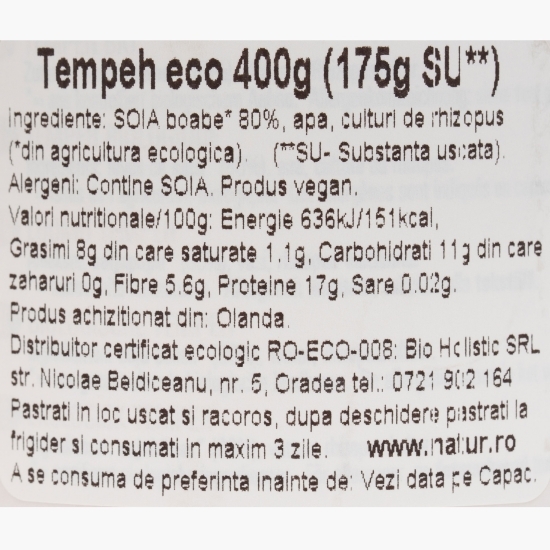 Tempeh eco 400g (175g SU**)
Ingrediente: SOIA boabe* 80%, apa, culturi de rhizopus
(*din agricultura ecologica). (**SU- Substanta uscata).
Alergeni: Contine SOIA. Produs vegan.
Valori nutritionale/100g: Energie 636kJ/151kcal,
Grasimi 8g din care saturate 1.1g, Carbohidrati 11g din care
zaharuri 0g, Fibre 5.6g, Proteine 17g, Sare 0.02g.
Produs achizitionat din: Olanda.
Distribuitor certificat ecologic RO-ECO-008: Bio Holistic SRL
str. Nicolae Beldiceanu, nr. 5, Oradea tel.: 0721 902 164
Pastrati in loc uscat si racoros, dupa deschidere pastrati la
frigider si consumati in maxim 3 zile. www.natur.ro
A se consuma de preferinta inainte de: Vezi data pe Capac.